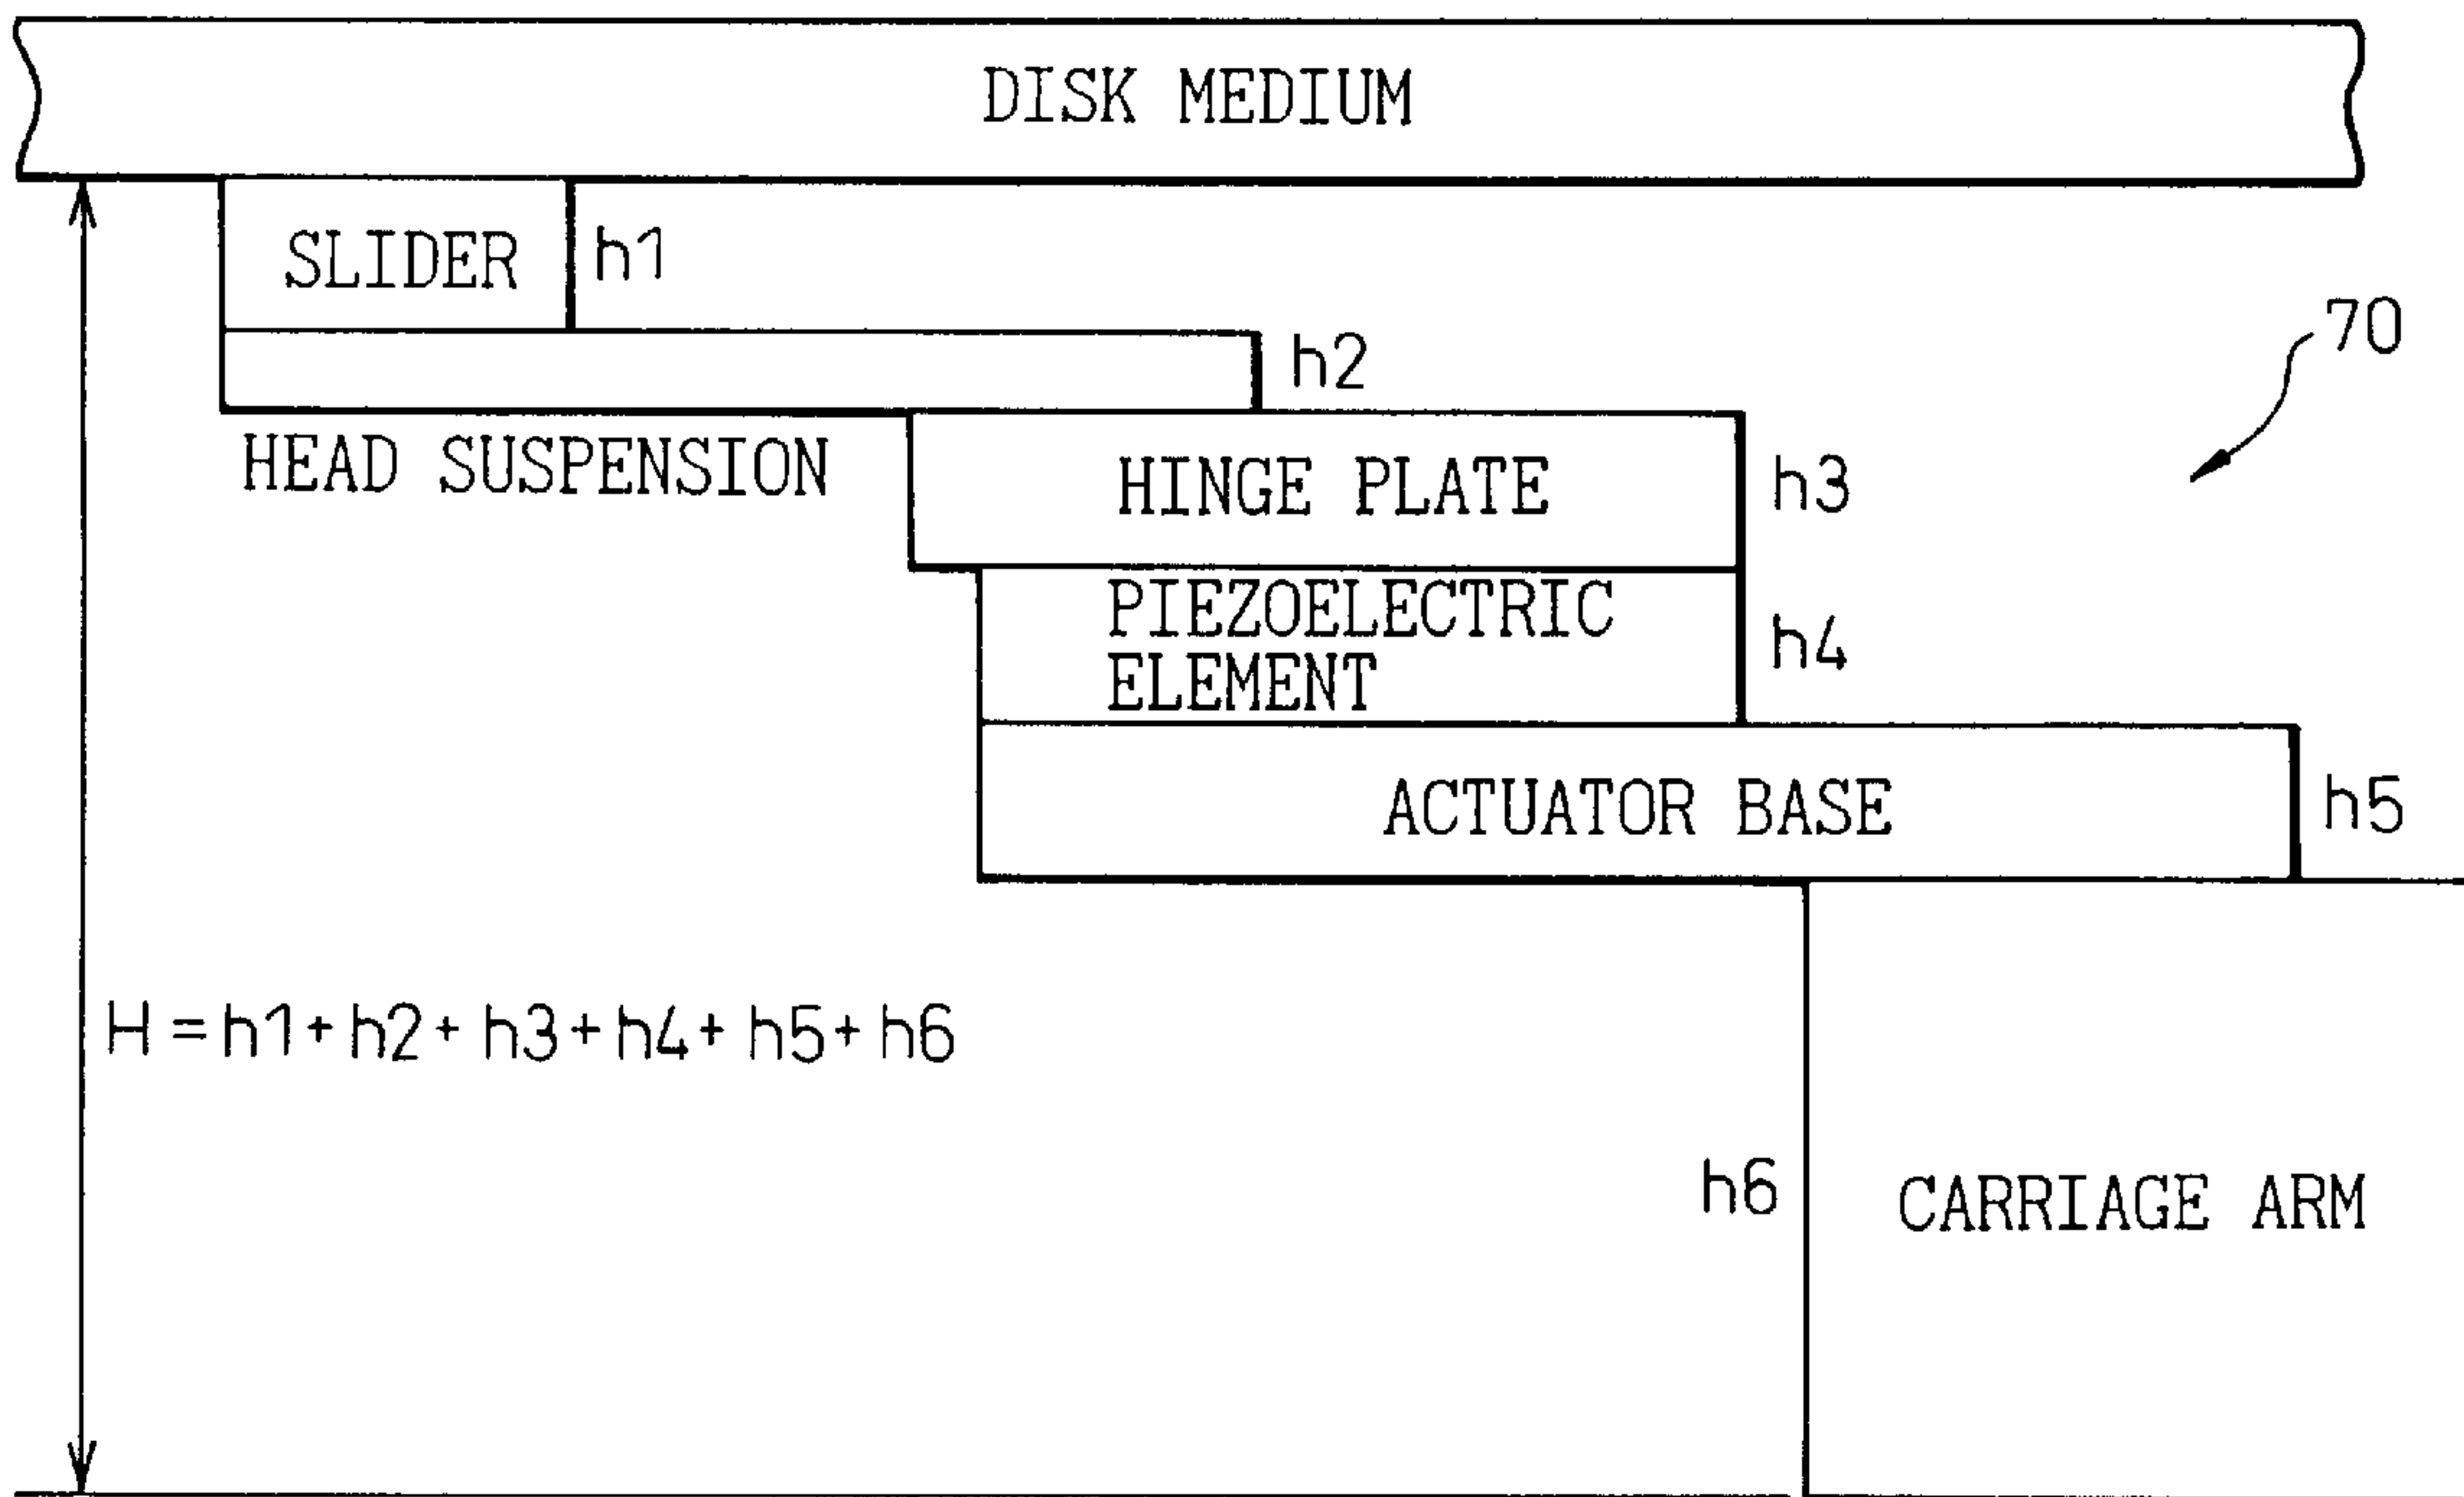 DISK MEDIUM
SLIDER
h1
h2
70
HEAD SUSPENSION
HINGE PLATE
h3
PIEZOELECTRIC
ELEMENT
h4
ACTUATOR BASE
h5
H=h1+h2+h3+h4+h5+h6
h6
CARRIAGE ARM